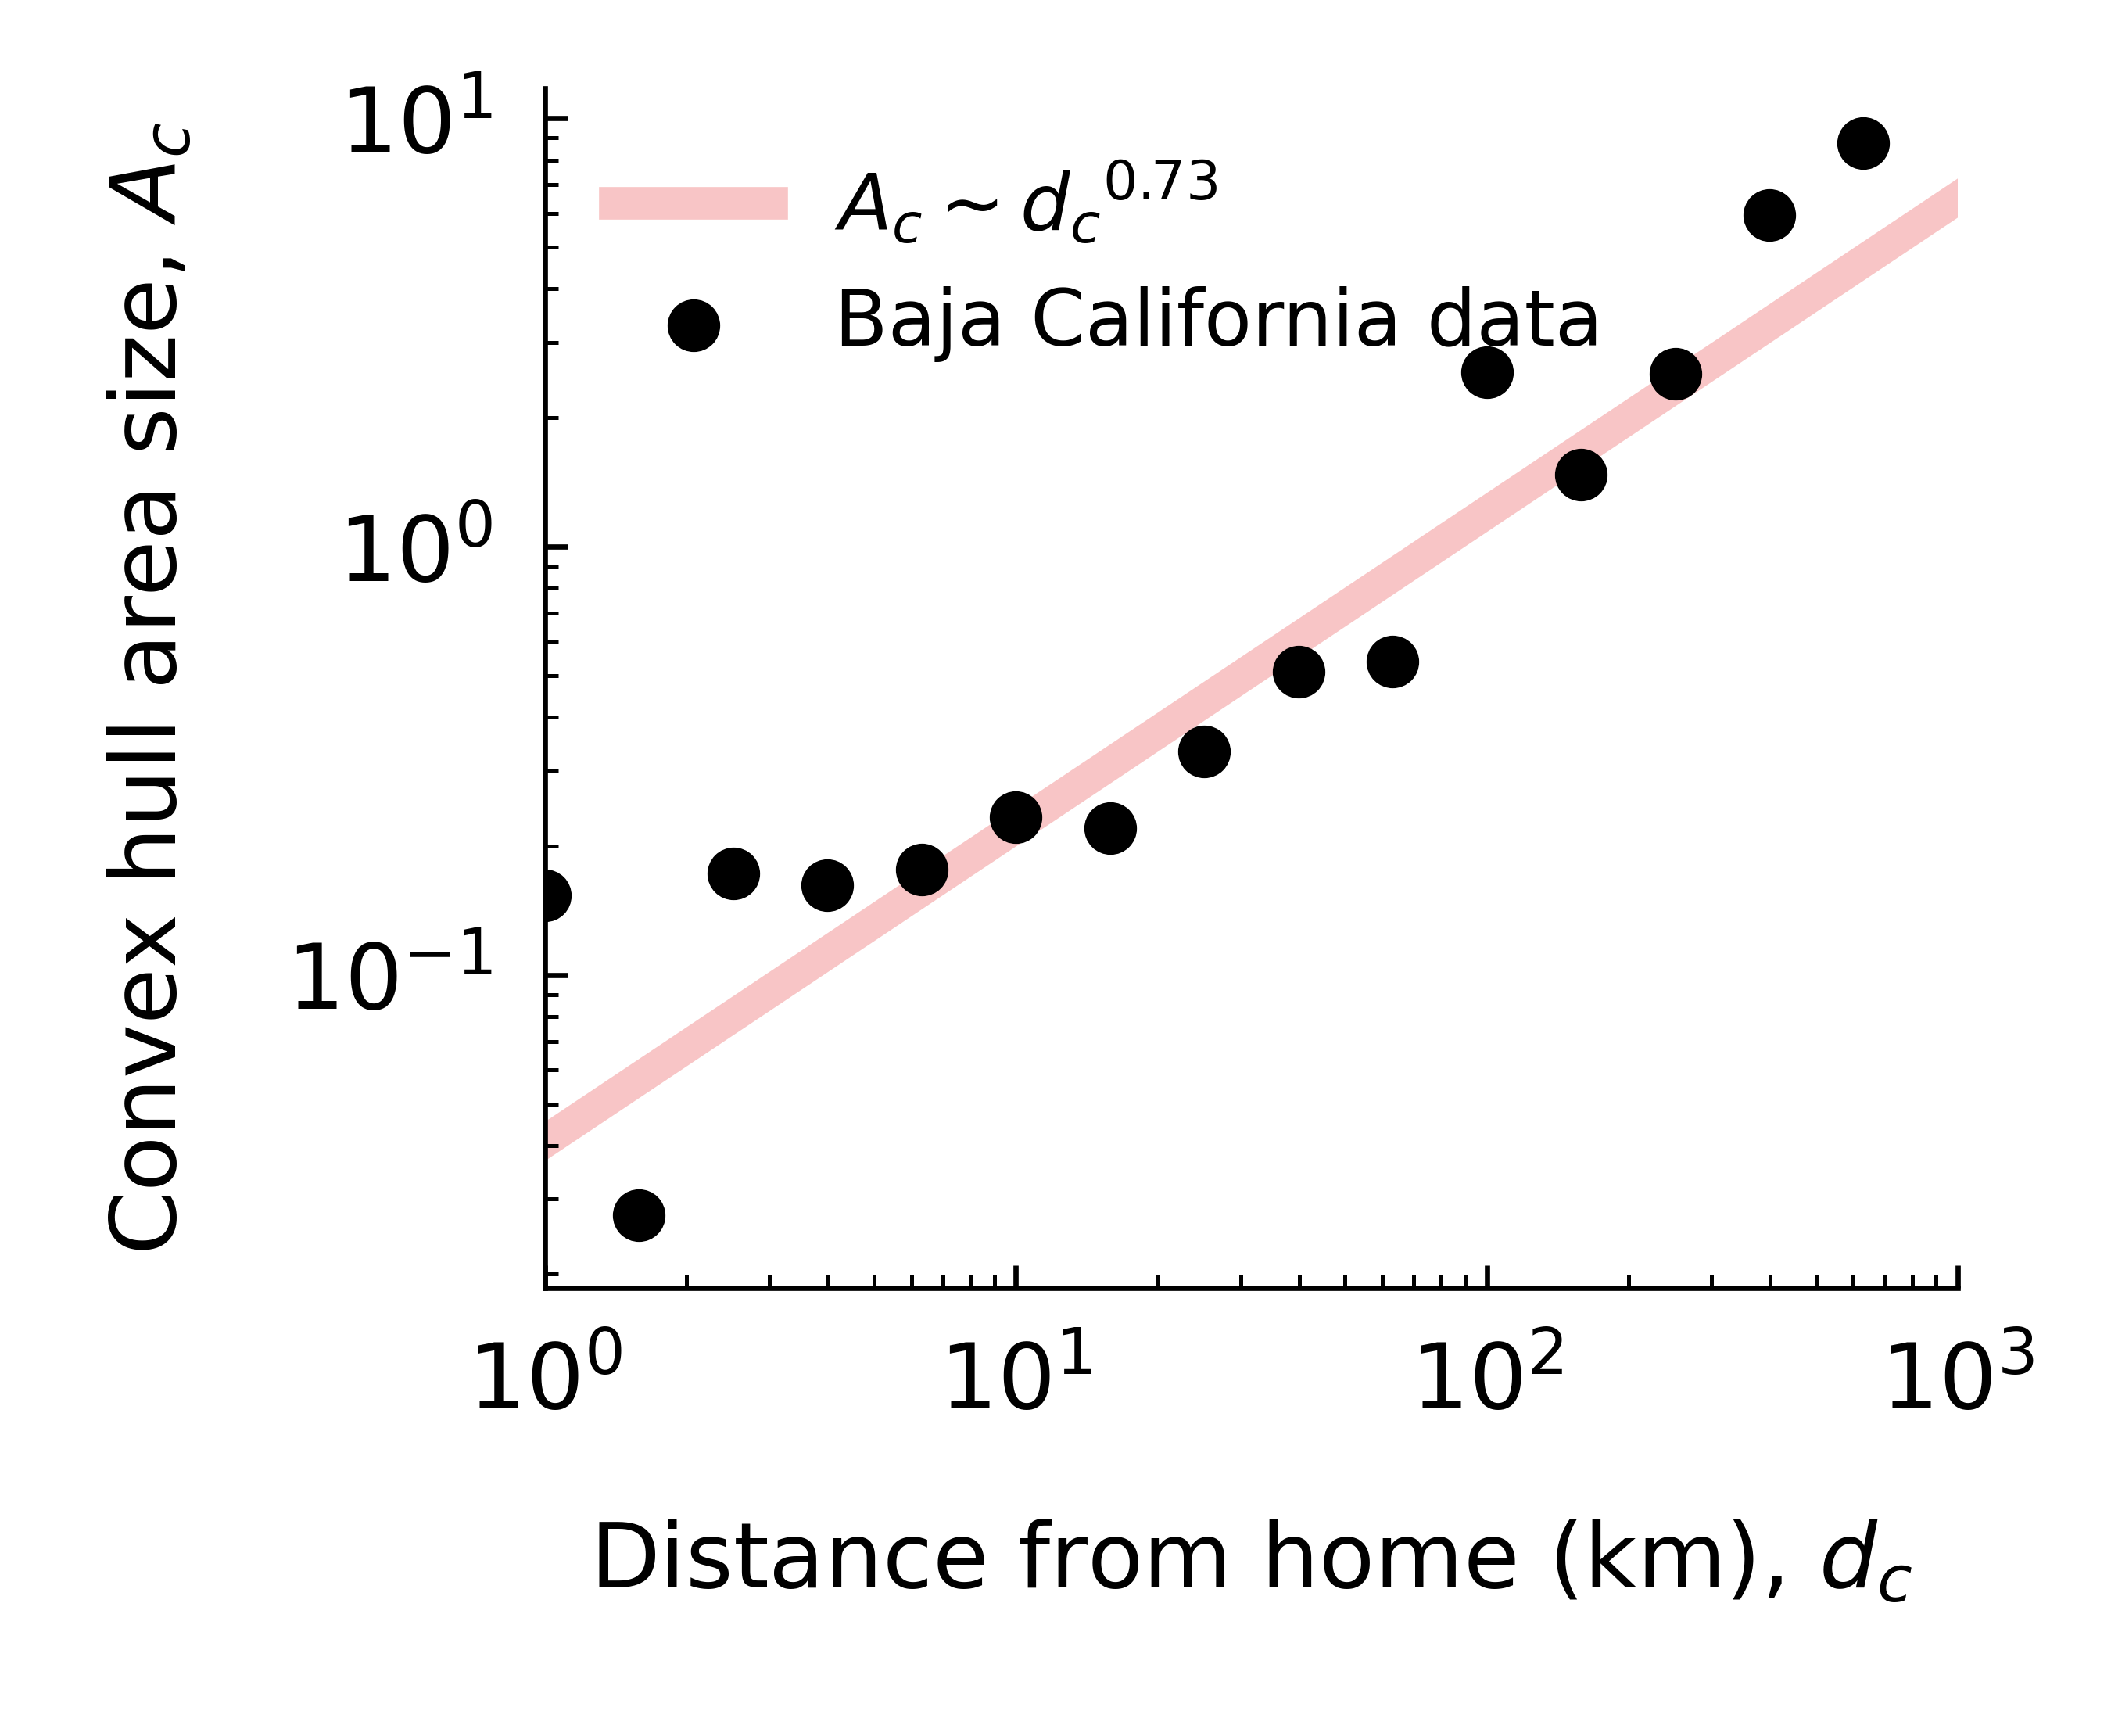 Convex hull area size, A_c
10^1
10^0
10^−1
A_c ~ d_c^0.73
Baja California data
10^0 10^1 10^2 10^3
Distance from home (km), d_c